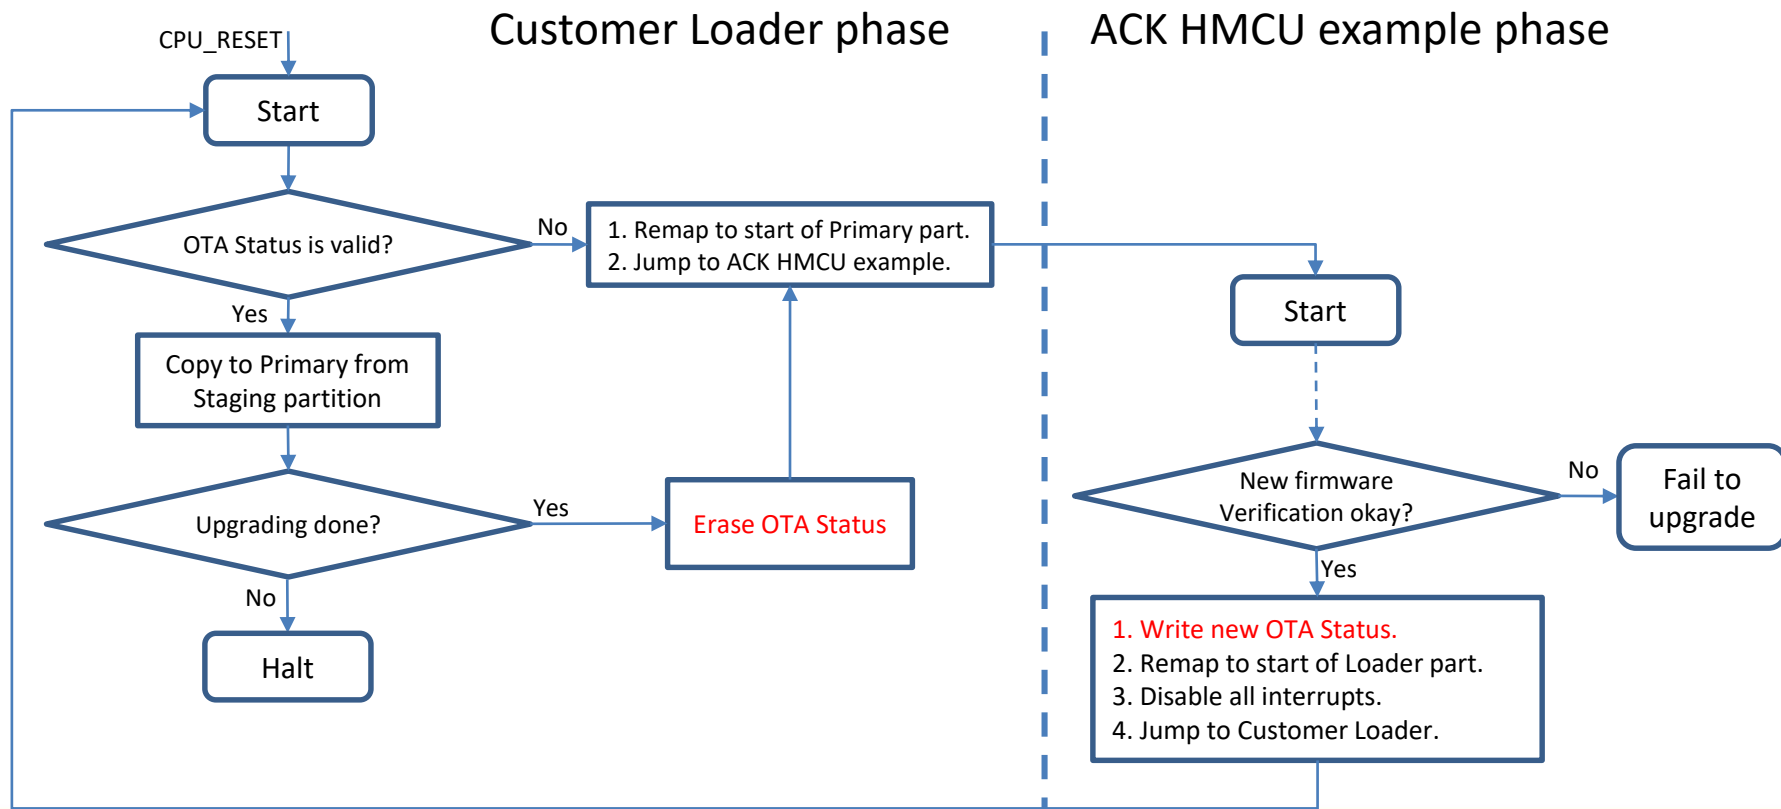 Customer Loader phase
ACK HMCU example phase
CPU_RESET
Start
OTA Status is valid?
No
1. Remap to start of Primary part.
2. Jump to ACK HMCU example.
Yes
Copy to Primary from
Staging partition
Upgrading done?
Yes
Erase OTA Status
No
Halt
Start
New firmware
Verification okay?
No
Fail to
upgrade
Yes
1. Write new OTA Status.
2. Remap to start of Loader part.
3. Disable all interrupts.
4. Jump to Customer Loader.